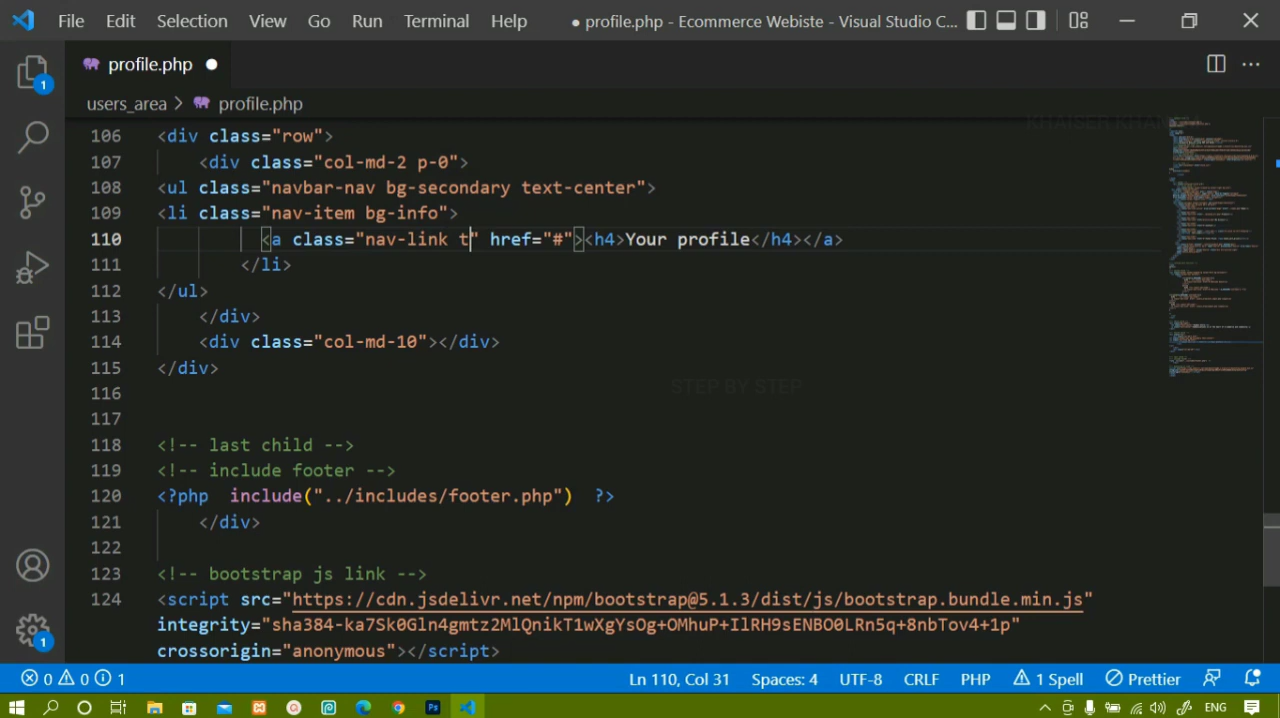 File Edit Selection View Go Run Terminal Help ● profile.php - Ecommerce Webiste - Visual Studio C...
profile.php
users_area > profile.php
106 <div class="row">
107 <div class="col-md-2 p-0">
108 <ul class="navbar-nav bg-secondary text-center">
109 <li class="nav-item bg-info">
110 <a class="nav-link t" href="#"><h4>Your profile</h4></a>
111 </li>
112 </ul>
113 </div>
114 <div class="col-md-10"></div>
115 </div>
116
STEP BY STEP
117
118 <!-- last child -->
119 <!-- include footer -->
120 <?php include("../includes/footer.php") ?>
121 </div>
122
123 <!-- bootstrap js link -->
124 <script src="https://cdn.jsdelivr.net/npm/bootstrap@5.1.3/dist/js/bootstrap.bundle.min.js"
integrity="sha384-ka7Sk0Gln4gmtz2MlQnikT1wXgYsOg+OMhuP+IlRH9sENBO0LRn5q+8nbTov4+1p"
crossorigin="anonymous"></script>
0 0 1 Ln 110, Col 31 Spaces: 4 UTF-8 CRLF PHP 1 Spell Prettier
ENG